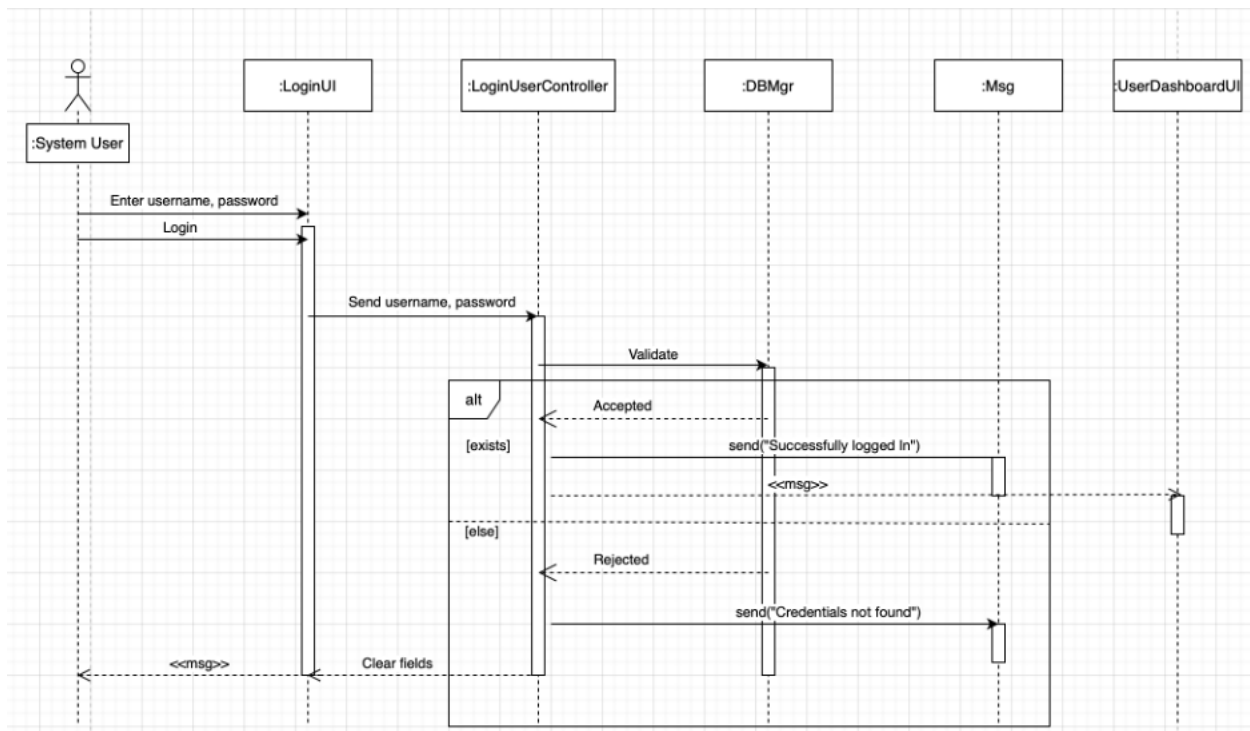 :LoginUI
:LoginUserController
:DBMgr
:Msg
:UserDashboardUI
:System User
Enter username, password
Login
Send username, password
Validate
alt
Accepted
[exists]
send("Successfully logged In")
<<msg>>
[else]
Rejected
send("Credentials not found")
<<msg>>
Clear fields